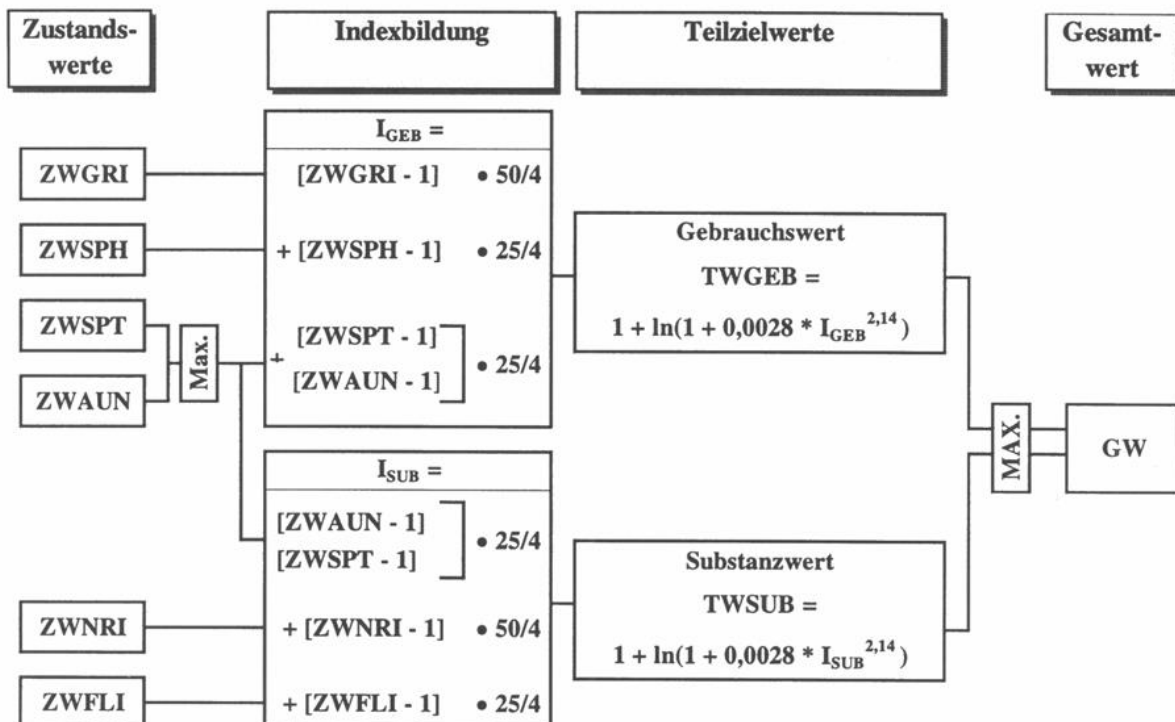 Zustands-
werte
Indexbildung
Teilzielwerte
Gesamt-
wert
I_GEB =
ZWGRI
[ZWGRI - 1] • 50/4
ZWSPH
+ [ZWSPH - 1] • 25/4
ZWSPT
ZWAUN
Max.
+
[ZWSPT - 1]
[ZWAUN - 1]
• 25/4
Gebrauchswert
TWGEB =
1 + ln(1 + 0,0028 * I_GEB^2,14)
I_SUB =
[ZWAUN - 1]
[ZWSPT - 1]
• 25/4
ZWNRI
+ [ZWNRI - 1] • 50/4
ZWFLI
+ [ZWFLI - 1] • 25/4
Substanzwert
TWSUB =
1 + ln(1 + 0,0028 * I_SUB^2,14)
MAX.
GW